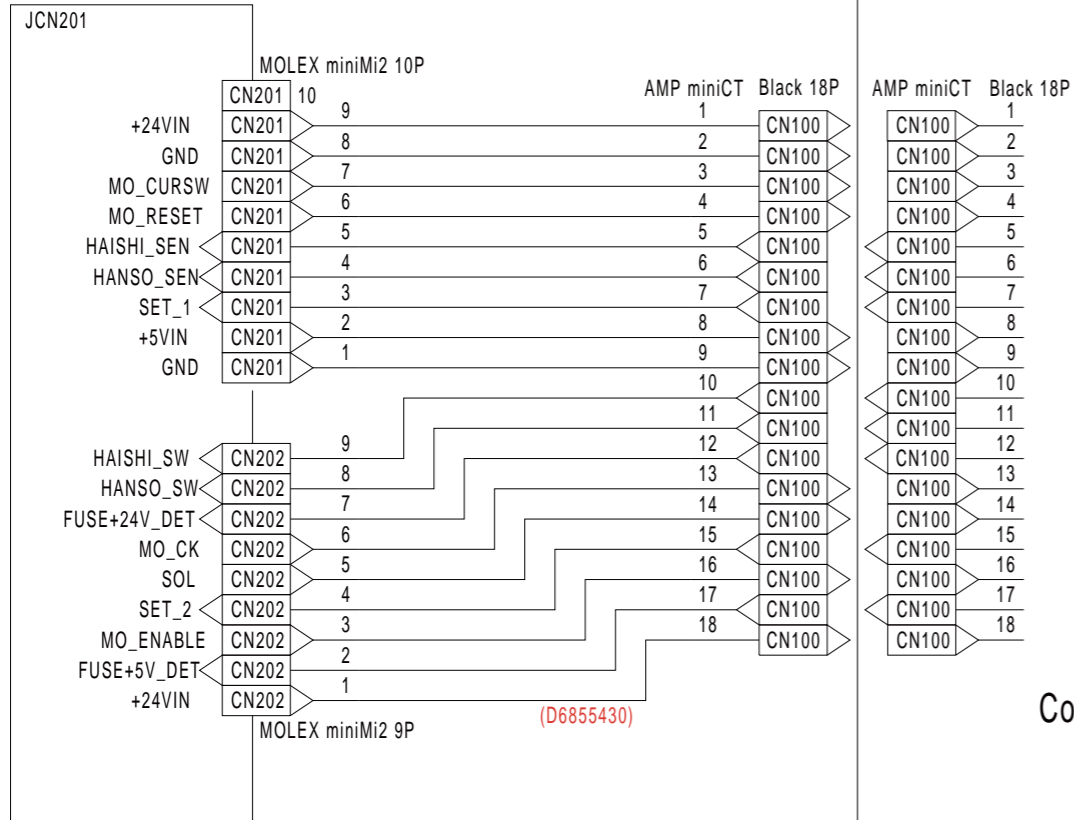 JCN201
MOLEX miniMi2 10P
AMP miniCT Black 18P AMP miniCT Black 18P
CN201 10
+24VIN CN201 9 1 CN100 CN100 1
GND CN201 8 2 CN100 CN100 2
MO_CURSW CN201 7 3 CN100 CN100 3
MO_RESET CN201 6 4 CN100 CN100 4
HAISHI_SEN CN201 5 5 CN100 CN100 5
HANSO_SEN CN201 4 6 CN100 CN100 6
SET_1 CN201 3 7 CN100 CN100 7
+5VIN CN201 2 8 CN100 CN100 8
GND CN201 1 9 CN100 CN100 9
10 CN100 CN100 10
11 CN100 CN100 11
HAISHI_SW CN202 9 12 CN100 CN100 12
HANSO_SW CN202 8 13 CN100 CN100 13
FUSE+24V_DET CN202 7 14 CN100 CN100 14
MO_CK CN202 6 15 CN100 CN100 15
SOL CN202 5 16 CN100 CN100 16
SET_2 CN202 4 17 CN100 CN100 17
MO_ENABLE CN202 3 18 CN100 CN100 18
FUSE+5V_DET CN202 2
+24VIN CN202 1
(D6855430)
Co
MOLEX miniMi2 9P